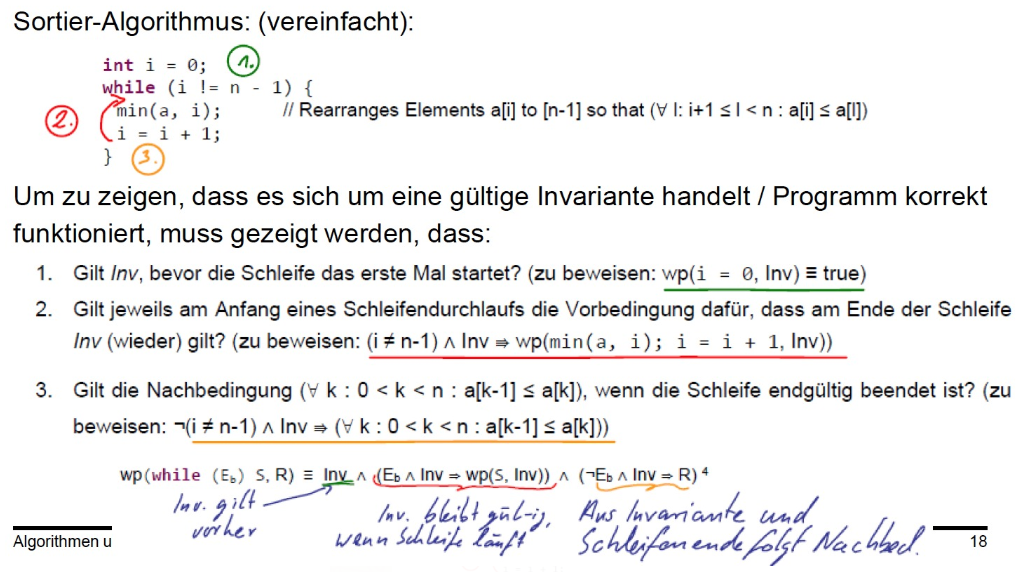 Sortier-Algorithmus: (vereinfacht):
int i = 0; 1.
while (i != n - 1) {
2. min(a, i); // Rearranges Elements a[i] to [n-1] so that (∀ l: i+1 ≤ l < n : a[i] ≤ a[l])
i = i + 1;
} 3.
Um zu zeigen, dass es sich um eine gültige Invariante handelt / Programm korrekt
funktioniert, muss gezeigt werden, dass:
1. Gilt Inv, bevor die Schleife das erste Mal startet? (zu beweisen: wp(i = 0, Inv) ≡ true)
2. Gilt jeweils am Anfang eines Schleifendurchlaufs die Vorbedingung dafür, dass am Ende der Schleife
Inv (wieder) gilt? (zu beweisen: (i ≠ n-1) ∧ Inv ⇒ wp(min(a, i); i = i + 1, Inv))
3. Gilt die Nachbedingung (∀ k : 0 < k < n : a[k-1] ≤ a[k]), wenn die Schleife endgültig beendet ist? (zu
beweisen: ¬(i ≠ n-1) ∧ Inv ⇒ (∀ k : 0 < k < n : a[k-1] ≤ a[k]))
wp(while (E_b) S, R) ≡ Inv ∧ (E_b ∧ Inv ⇒ wp(S, Inv)) ∧ (¬E_b ∧ Inv ⇒ R) ⁴
Inv. gilt
vorher
Inv. bleibt gültig,
wenn Schleife läuft
Aus Invariante und
Schleifenende folgt Nachbed.
Algorithmen u
18